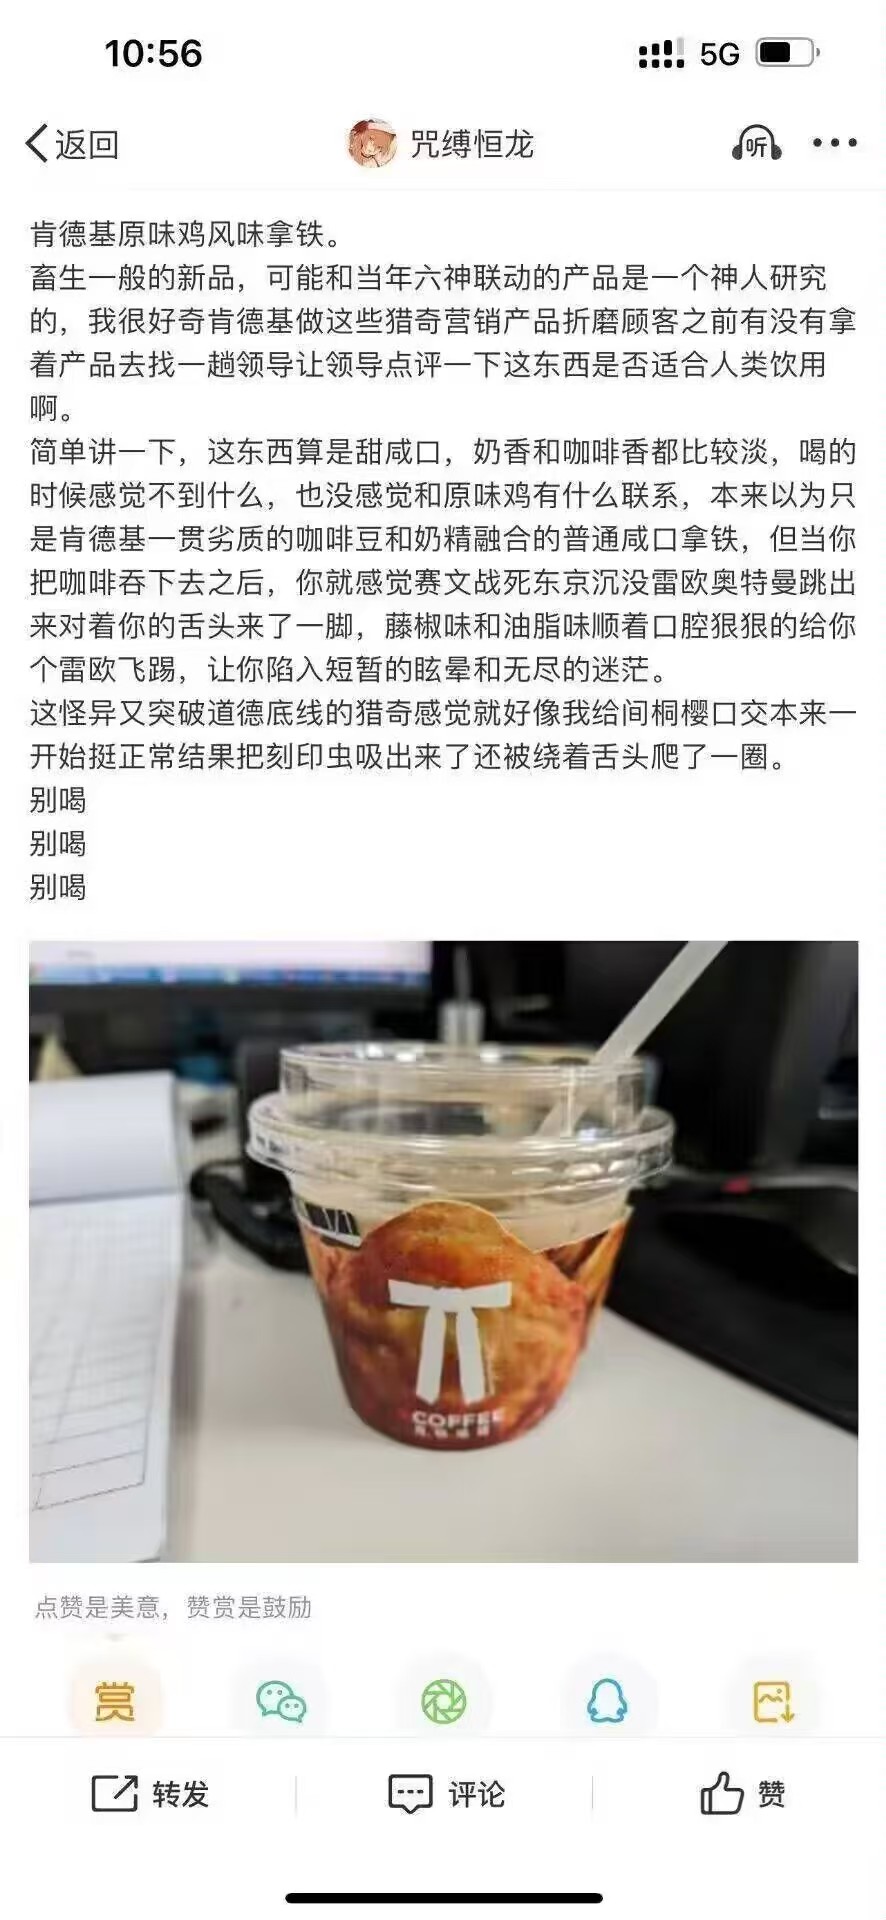 10:56
5G
返回
咒缚恒龙
听
肯德基原味鸡风味拿铁。
畜生一般的新品，可能和当年六神联动的产品是一个神人研究
的，我很好奇肯德基做这些猎奇营销产品折磨顾客之前有没有拿
着产品去找一趟领导让领导点评一下这东西是否适合人类饮用
啊。
简单讲一下，这东西算是甜咸口，奶香和咖啡香都比较淡，喝的
时候感觉不到什么，也没感觉和原味鸡有什么联系，本来以为只
是肯德基一贯劣质的咖啡豆和奶精融合的普通咸口拿铁，但当你
把咖啡吞下去之后，你就感觉赛文战死东京沉没雷欧奥特曼跳出
来对着你的舌头来了一脚，藤椒味和油脂味顺着口腔狠狠的给你
个雷欧飞踢，让你陷入短暂的眩晕和无尽的迷茫。
这怪异又突破道德底线的猎奇感觉就好像我给间桐樱口交本来一
开始挺正常结果把刻印虫吸出来了还被绕着舌头爬了一圈。
别喝
别喝
别喝
COFFEE
点赞是美意，赞赏是鼓励
赏
转发
评论
赞